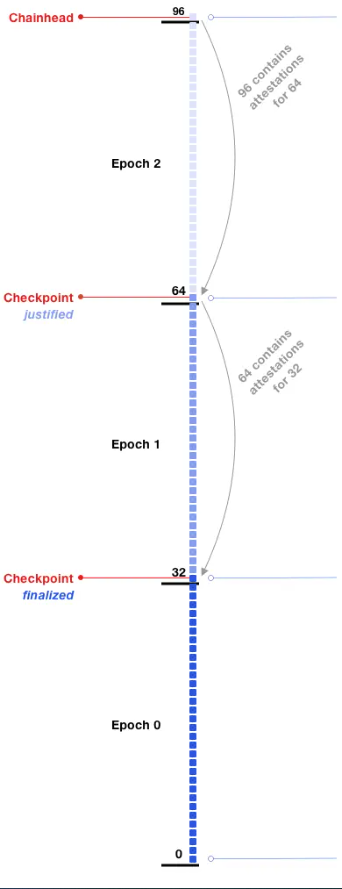 96
Chainhead
96 contains
attestations
for 64
Epoch 2
64
Checkpoint
justified
64 contains
attestations
for 32
Epoch 1
32
Checkpoint
finalized
Epoch 0
0